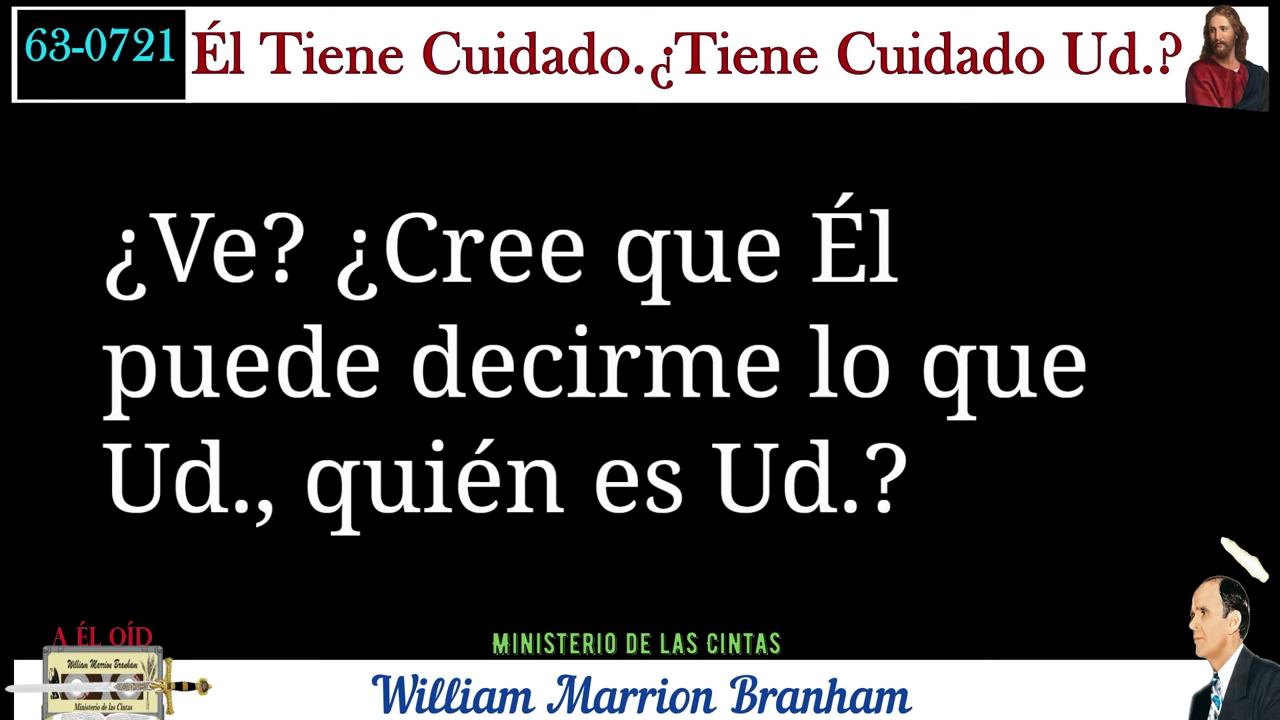 63-0721
Él Tiene Cuidado.¿Tiene Cuidado Ud.?
¿Ve? ¿Cree que Él
puede decirme lo que
Ud., quién es Ud.?
A ÉL OÍD
William Marrion Branham
Ministerio de las Cintas
MINISTERIO DE LAS CINTAS
William Marrion Branham